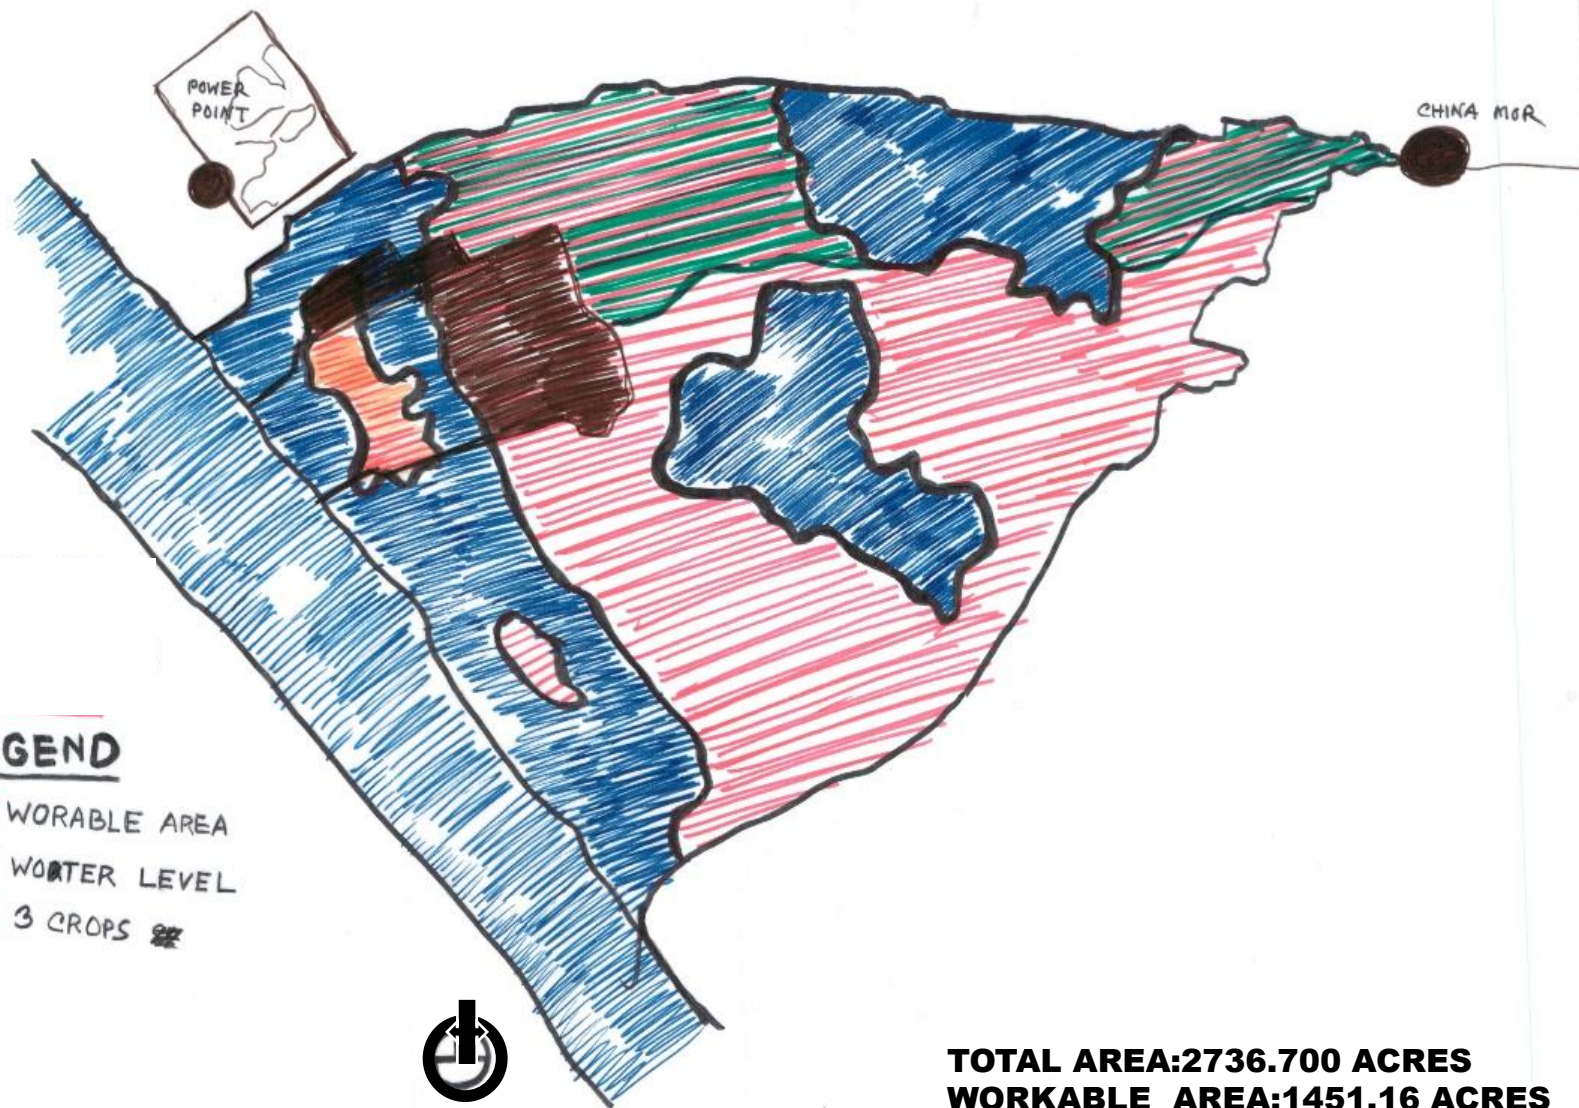 POWER
POINT
CHINA MOR
GEND
WORABLE AREA
WORTER LEVEL
3 CROPS
TOTAL AREA:2736.700 ACRES
WORKABLE AREA:1451.16 ACRES